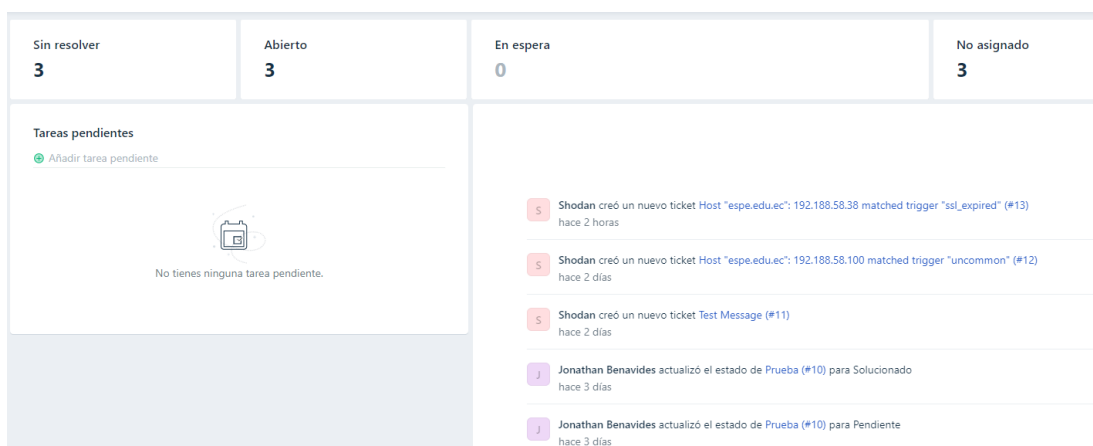 Sin resolver
3
Abierto
3
En espera
0
No asignado
3
Tareas pendientes
Añadir tarea pendiente
No tienes ninguna tarea pendiente.
S
Shodan creó un nuevo ticket Host "espe.edu.ec": 192.188.58.38 matched trigger "ssl_expired" (#13)
hace 2 horas
S
Shodan creó un nuevo ticket Host "espe.edu.ec": 192.188.58.100 matched trigger "uncommon" (#12)
hace 2 días
S
Shodan creó un nuevo ticket Test Message (#11)
hace 2 días
J
Jonathan Benavides actualizó el estado de Prueba (#10) para Solucionado
hace 3 días
J
Jonathan Benavides actualizó el estado de Prueba (#10) para Pendiente
hace 3 días